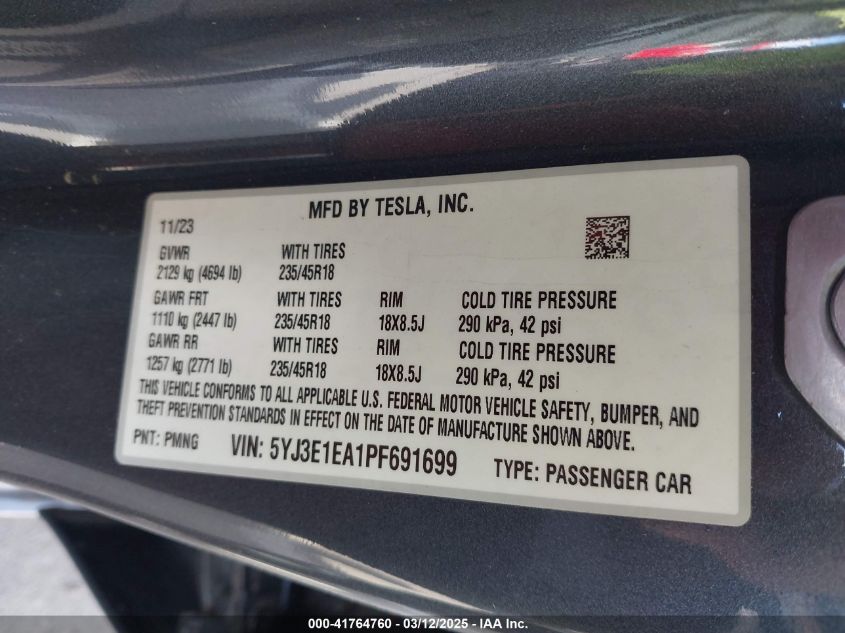 MFD BY TESLA, INC.
11/23
GVWR WITH TIRES
2129 kg (4694 lb) 235/45R18
GAWR FRT WITH TIRES RIM COLD TIRE PRESSURE
1110 kg (2447 lb) 235/45R18 18X8.5J 290 kPa, 42 psi
GAWR RR WITH TIRES RIM COLD TIRE PRESSURE
1257 kg (2771 lb) 235/45R18 18X8.5J 290 kPa, 42 psi
THIS VEHICLE CONFORMS TO ALL APPLICABLE U.S. FEDERAL MOTOR VEHICLE SAFETY, BUMPER, AND
THEFT PREVENTION STANDARDS IN EFFECT ON THE DATE OF MANUFACTURE SHOWN ABOVE.
PNT: PMNG VIN: 5YJ3E1EA1PF691699 TYPE: PASSENGER CAR
000-41764760 - 03/12/2025 - IAA, Inc.